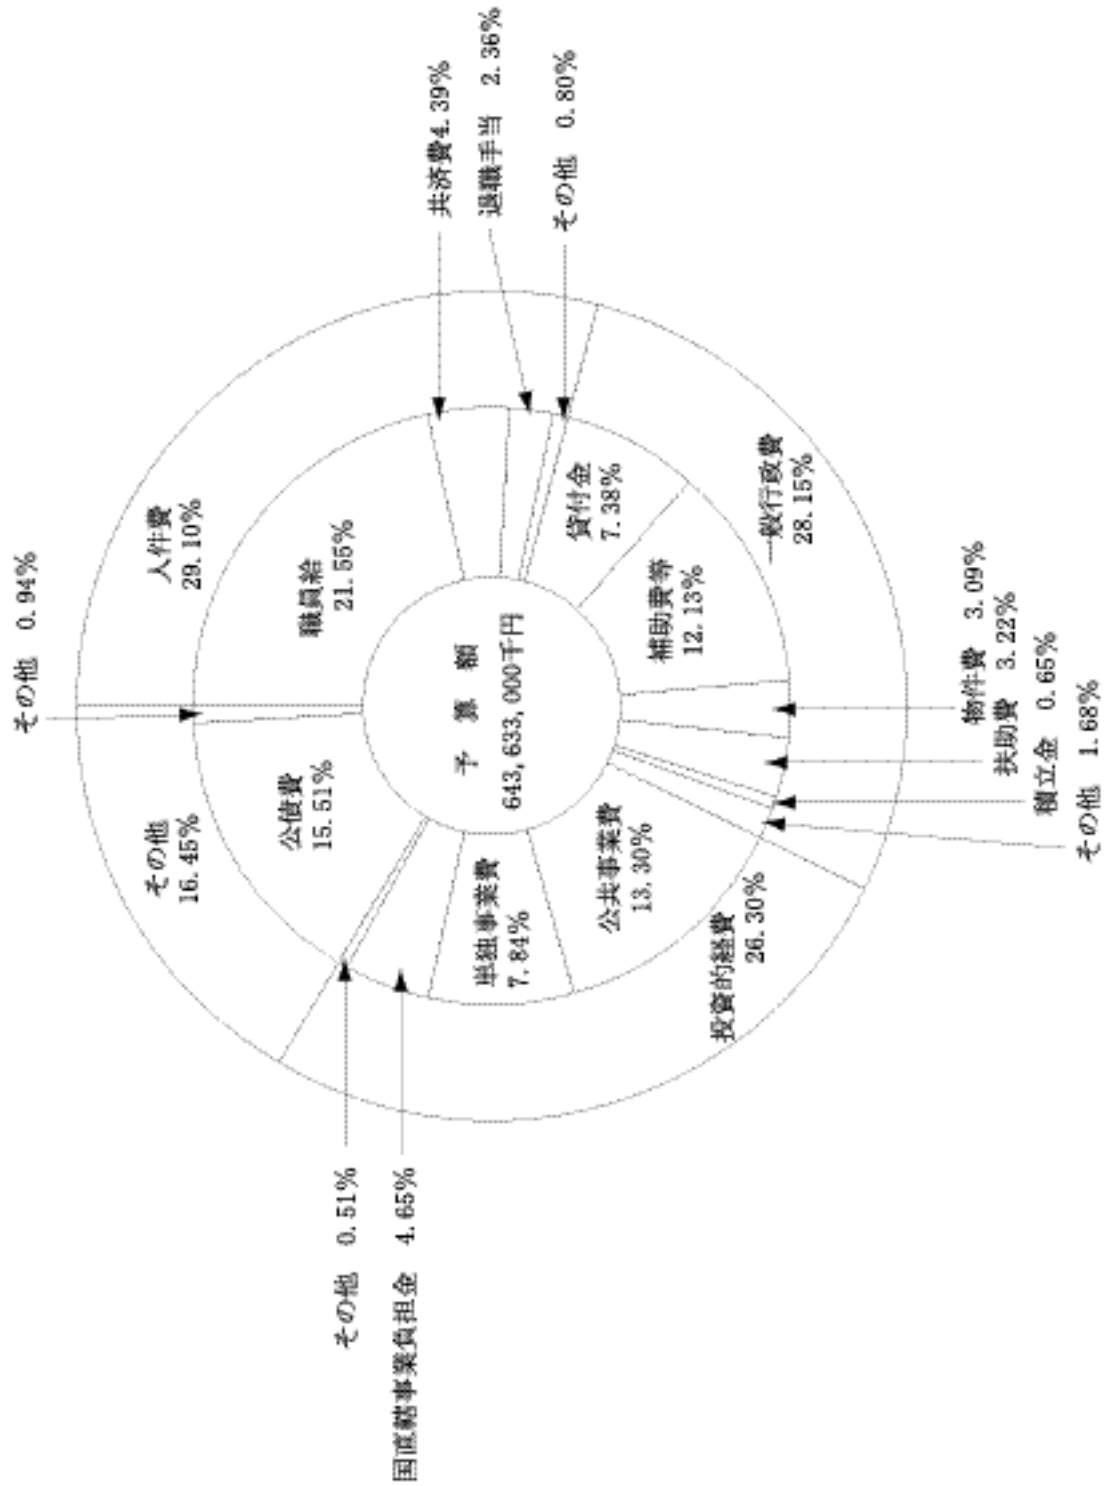 その他 0.94%
人件費
29.10%
職員給
21.55%
共済費4.39%
退職手当 2.36%
その他 0.80%
一般行政費
28.15%
貸付金
7.38%
補助費等
12.13%
物件費 3.09%
扶助費 3.22%
積立金 0.65%
その他 1.68%
投資的経費
26.30%
公共事業費
13.30%
単独事業費
7.84%
国直轄事業負担金 4.65%
その他 0.51%
その他
16.45%
公債費
15.51%
予算額
643,633,000千円